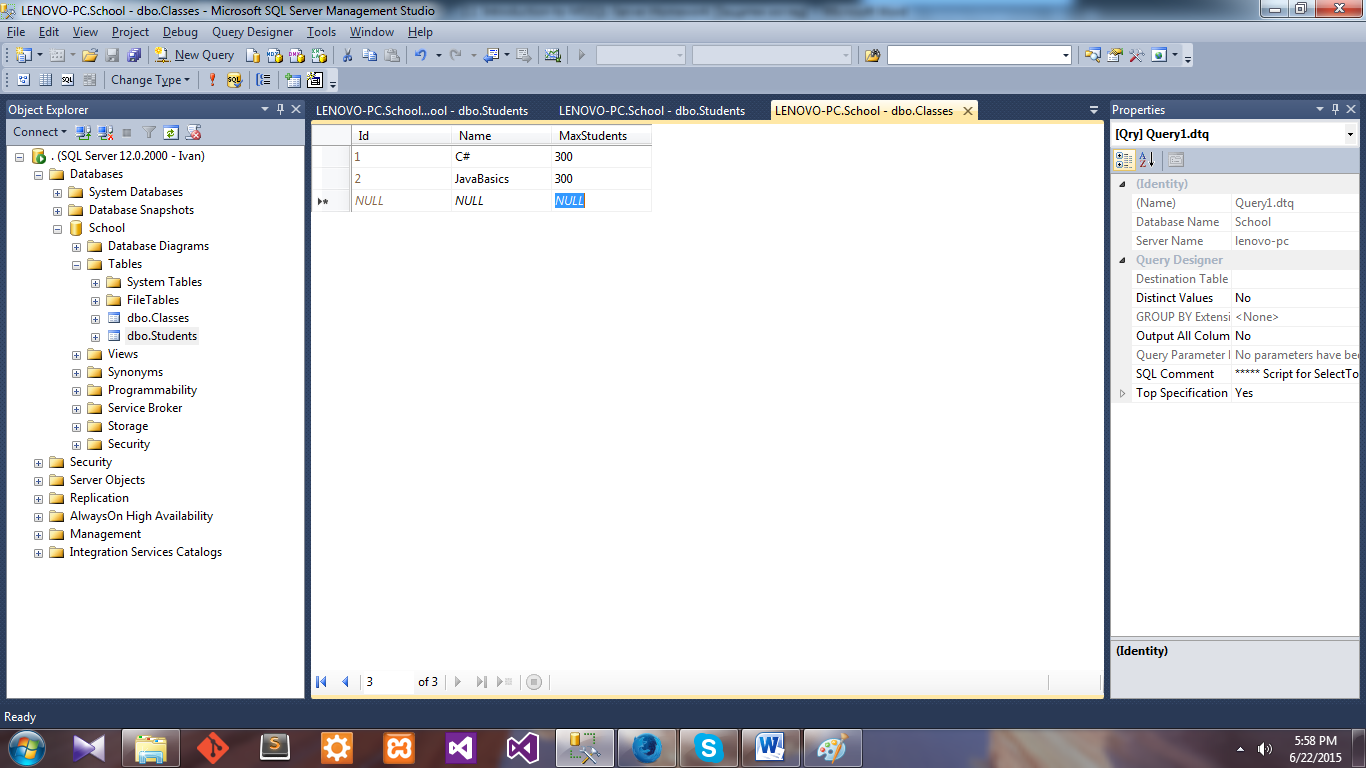 LENOVO-PC.School - dbo.Classes - Microsoft SQL Server Management Studio
File Edit View Project Debug Query Designer Tools Window Help
New Query
Change Type
Object Explorer
Connect
. (SQL Server 12.0.2000 - Ivan)
Databases
System Databases
Database Snapshots
School
Database Diagrams
Tables
System Tables
FileTables
dbo.Classes
dbo.Students
Views
Synonyms
Programmability
Service Broker
Storage
Security
Security
Server Objects
Replication
AlwaysOn High Availability
Management
Integration Services Catalogs
LENOVO-PC.School...ool - dbo.Students LENOVO-PC.School - dbo.Students LENOVO-PC.School - dbo.Classes
Id Name MaxStudents
1 C# 300
2 JavaBasics 300
NULL NULL NULL
3 of 3
Properties
[Qry] Query1.dtq
(Identity)
(Name) Query1.dtq
Database Name School
Server Name lenovo-pc
Query Designer
Destination Table
Distinct Values No
GROUP BY Extensi <None>
Output All Colum No
Query Parameter No parameters have bee
SQL Comment ***** Script for SelectTo
Top Specification Yes
(Identity)
Ready
5:58 PM
6/22/2015